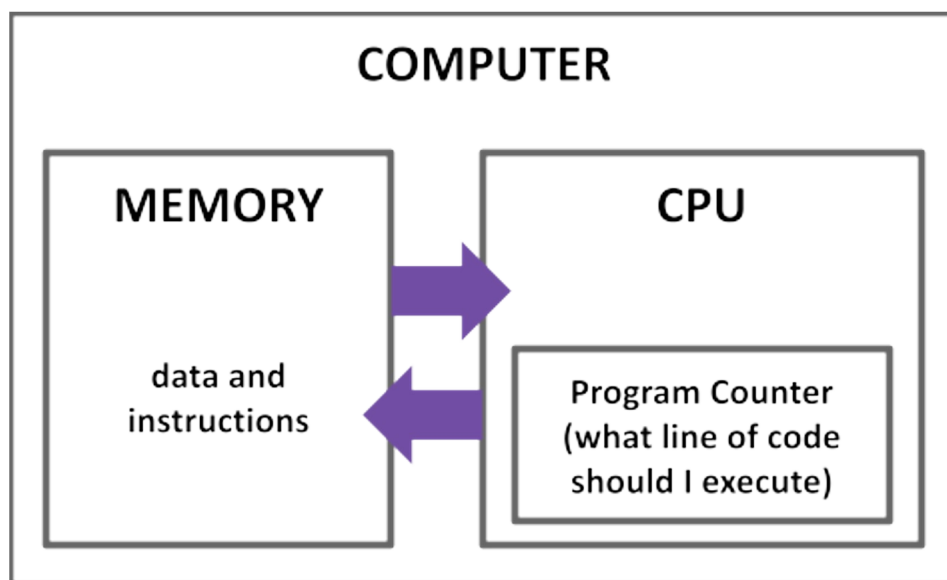 COMPUTER
MEMORY
data and
instructions
CPU
Program Counter
(what line of code
should I execute)